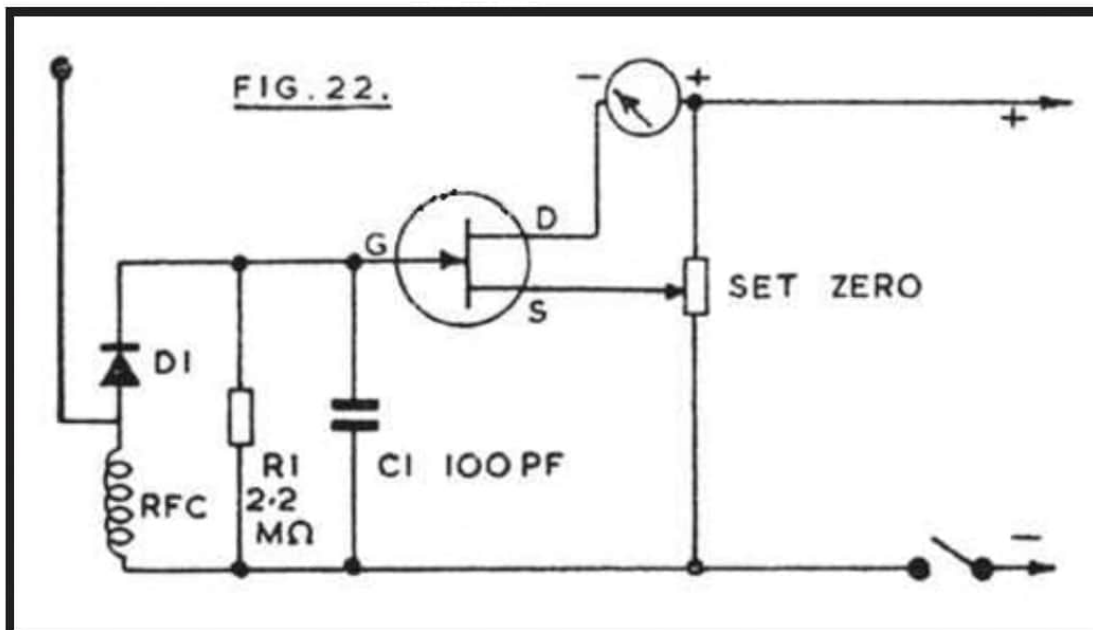 FIG. 22.
- +
+
D
G
S
SET ZERO
D1
R1
2·2
MΩ
C1 100PF
RFC
-